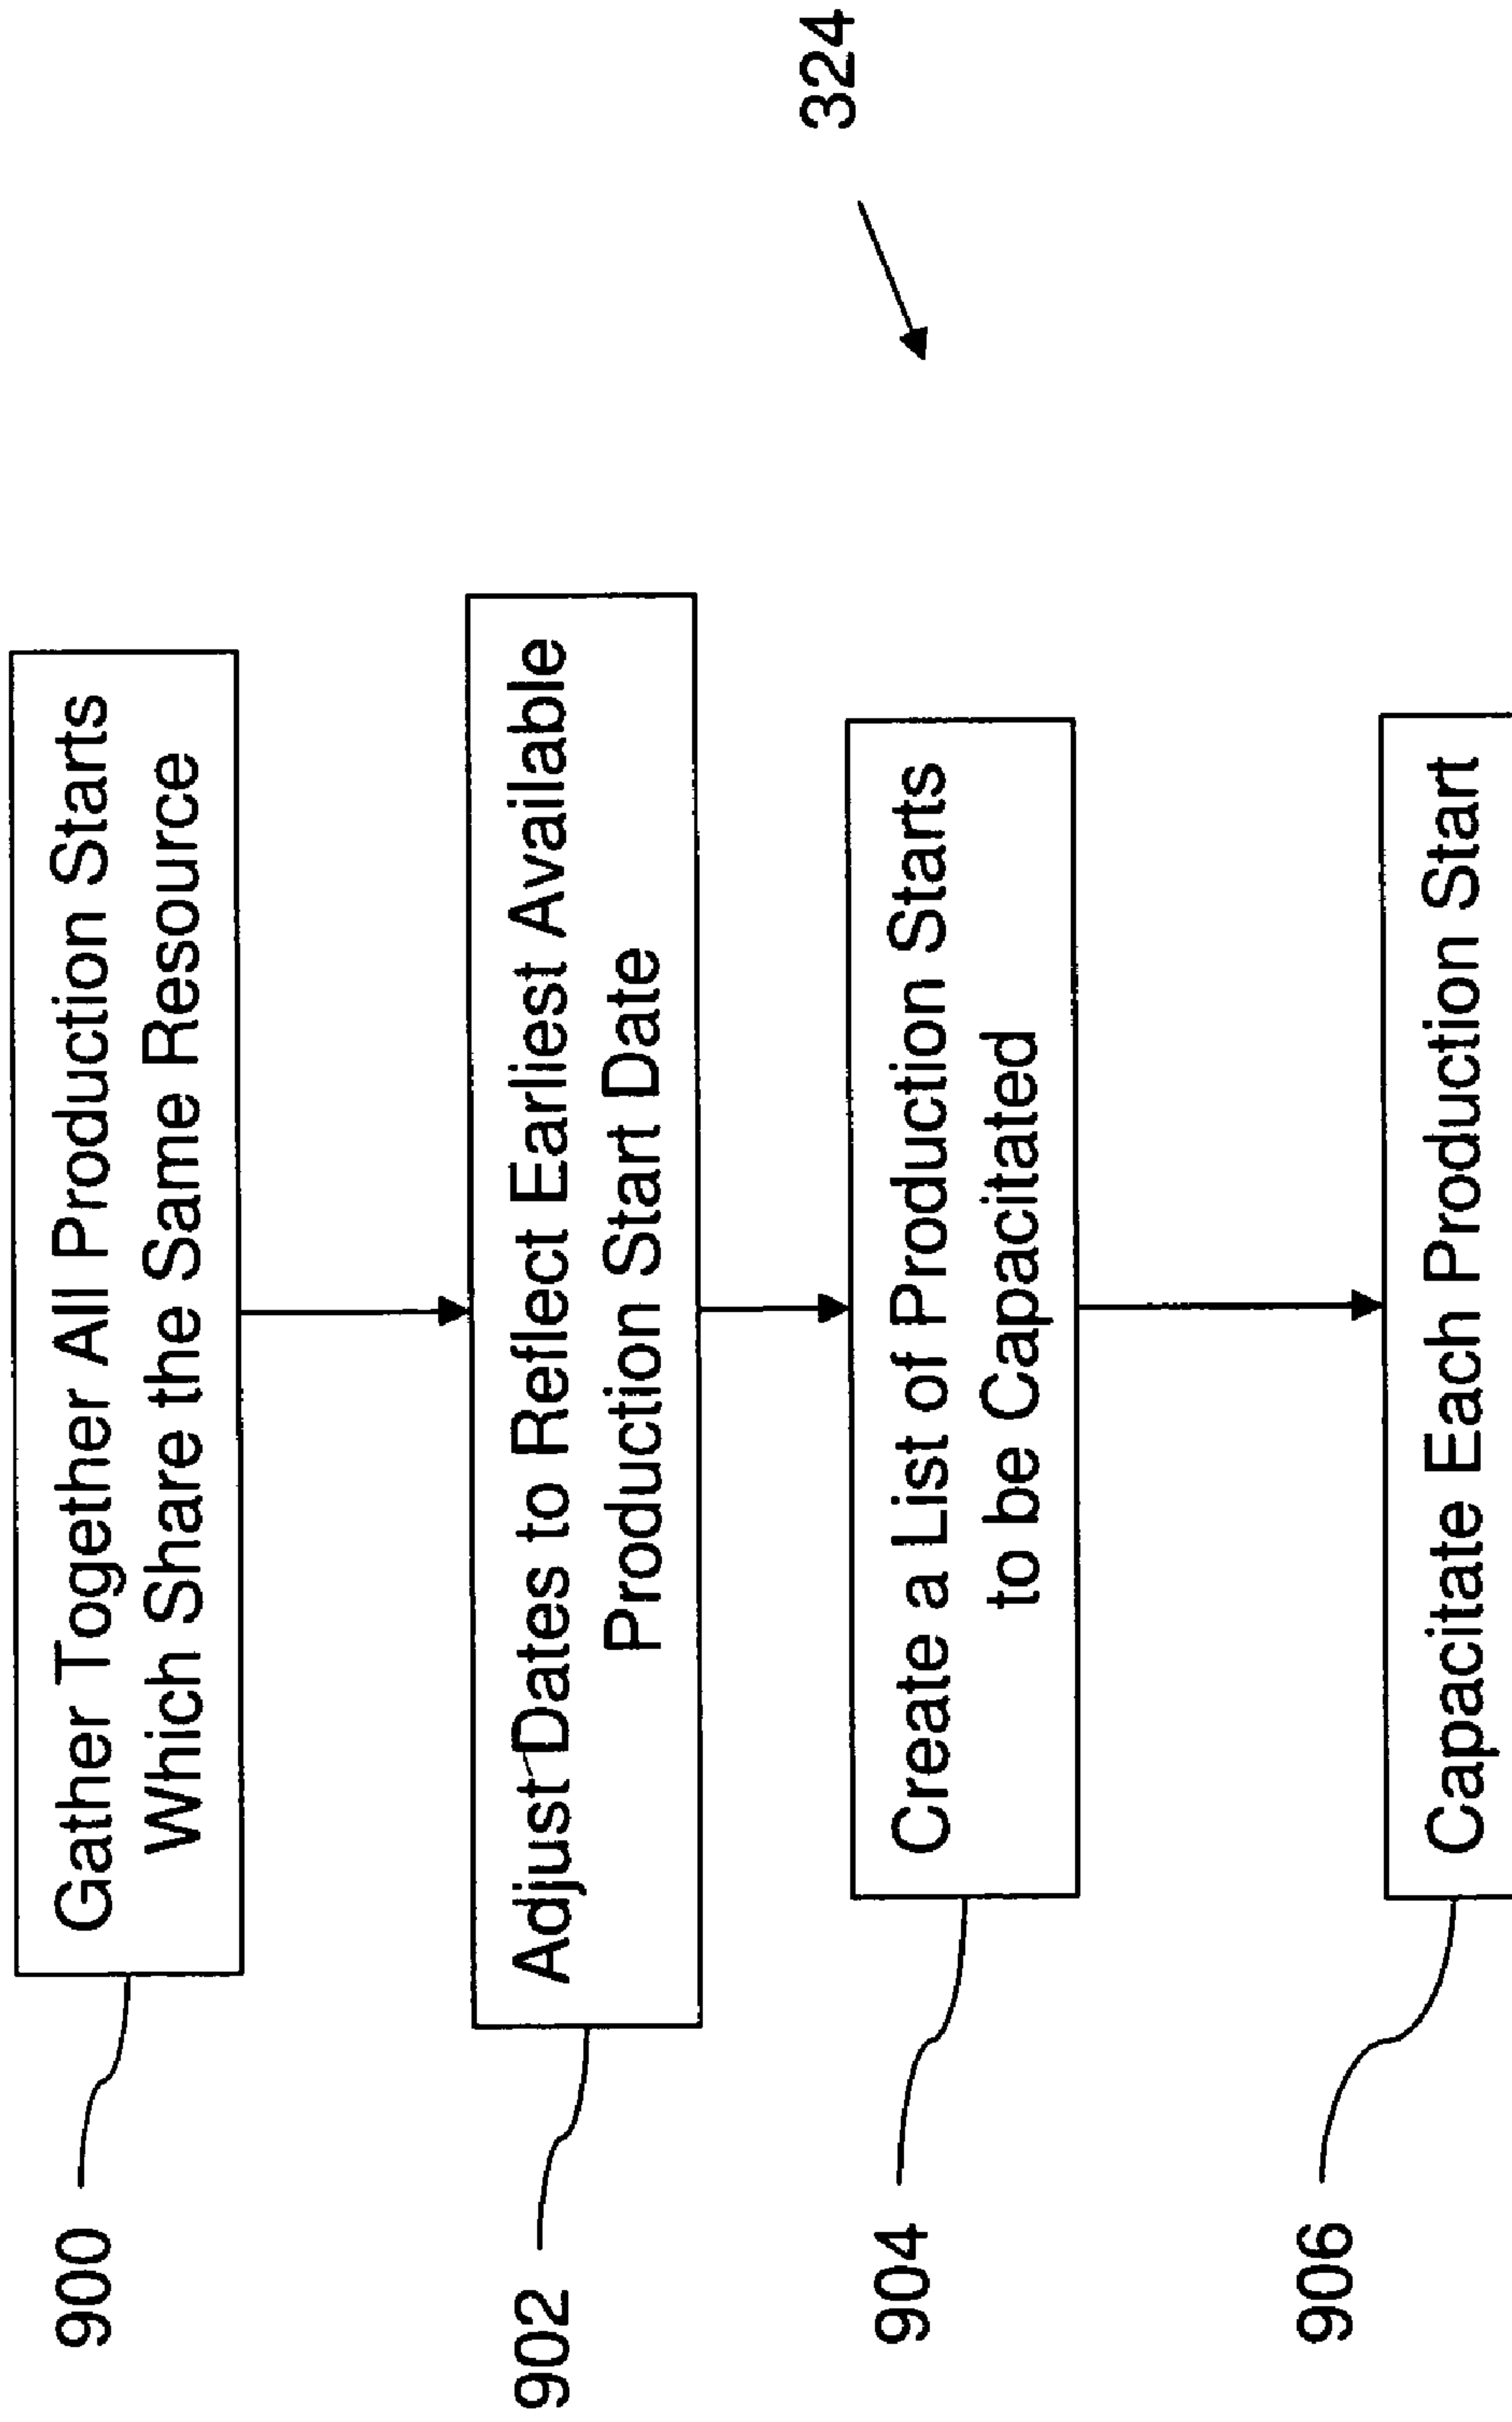 900
Gather Together All Production Starts
Which Share the Same Resource
902
Adjust Dates to Reflect Earliest Available
Production Start Date
324
904
Create a List of Production Starts
to be Capacitated
906
Capacitate Each Production Start